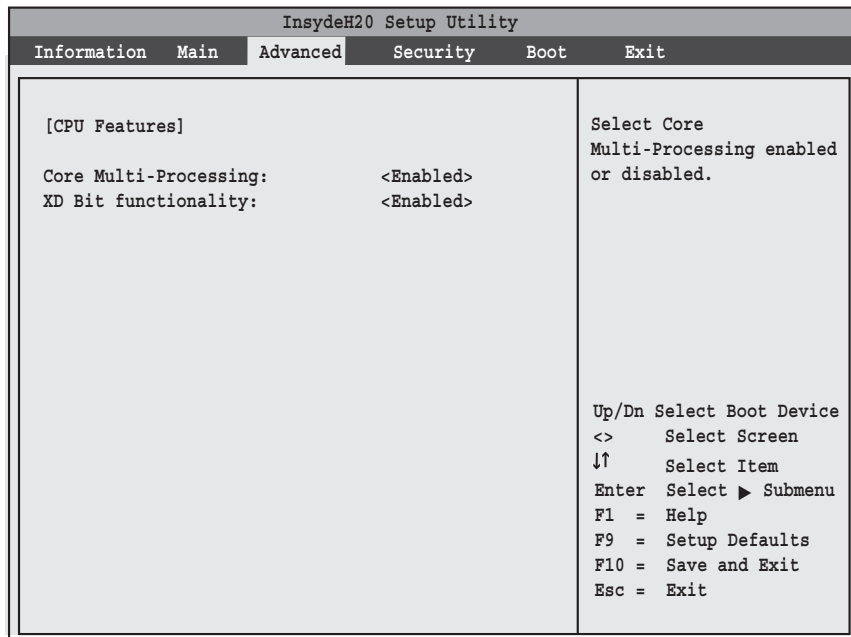 InsydeH20 Setup Utility
Information Main Advanced Security Boot Exit
[CPU Features]
Core Multi-Processing: <Enabled>
XD Bit functionality: <Enabled>
Select Core
Multi-Processing enabled
or disabled.
Up/Dn Select Boot Device
<> Select Screen
↓↑ Select Item
Enter Select ▶ Submenu
F1 = Help
F9 = Setup Defaults
F10 = Save and Exit
Esc = Exit